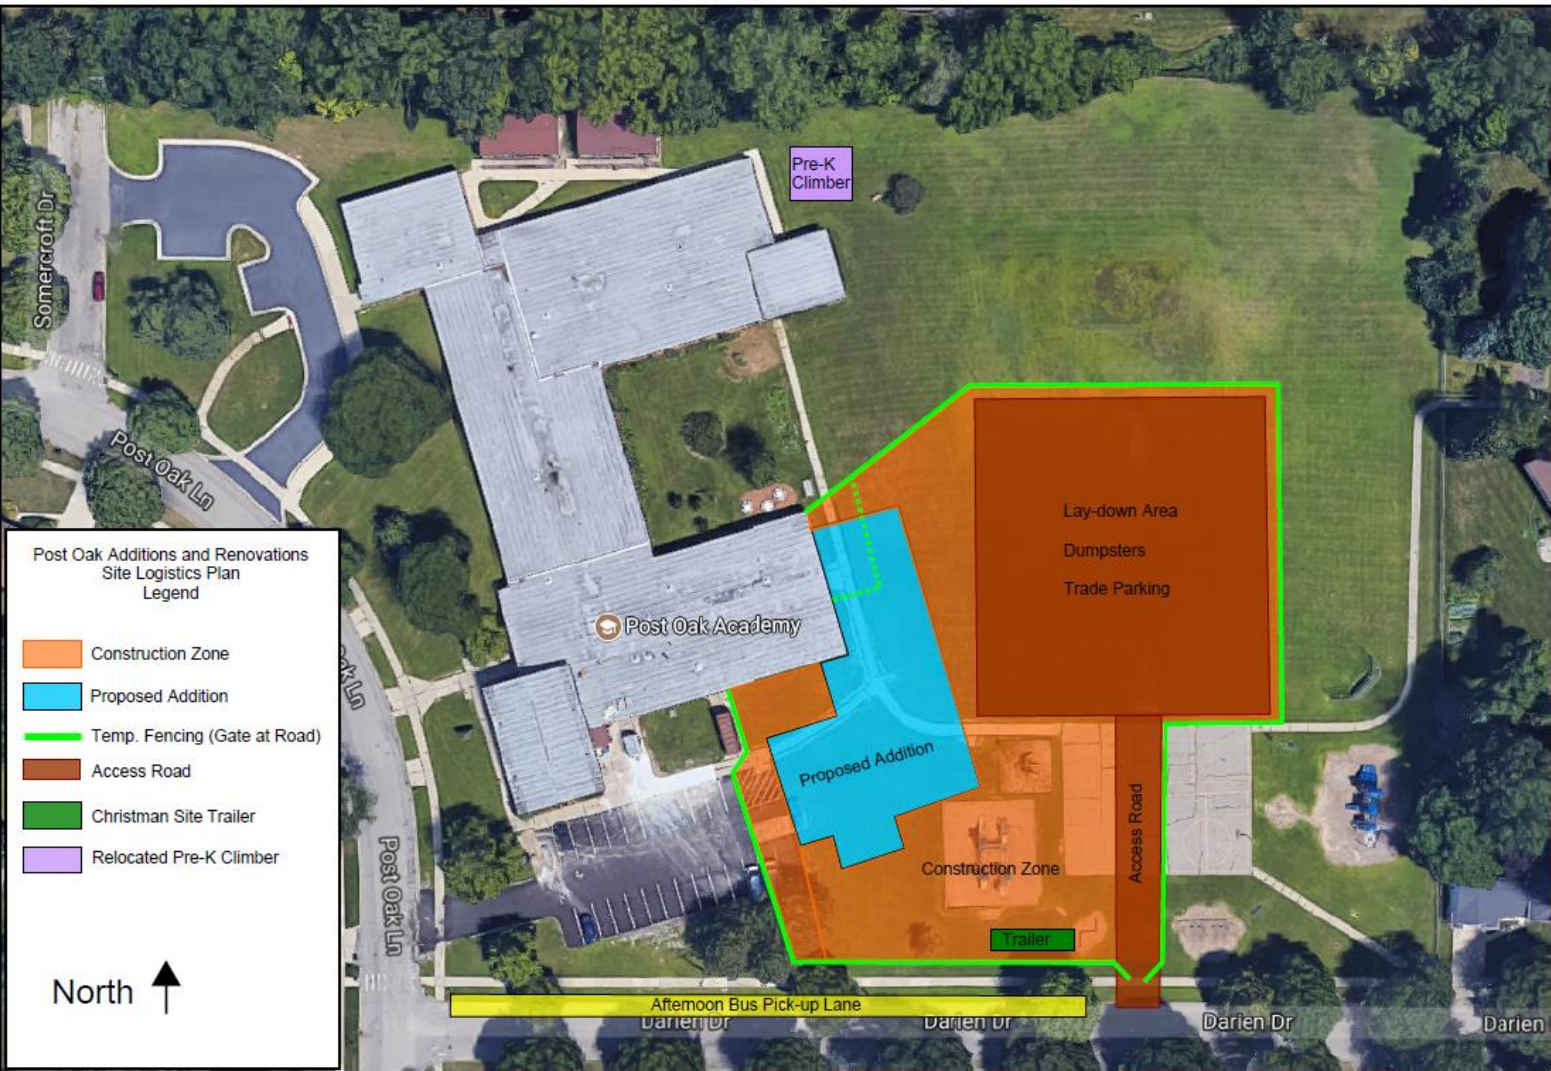 Pre-K
Climber
Somercroft Dr
Post Oak Ln
Lay-down Area
Dumpsters
Trade Parking
Post Oak Additions and Renovations
Site Logistics Plan
Legend
Construction Zone
Proposed Addition
Temp. Fencing (Gate at Road)
Access Road
Christman Site Trailer
Relocated Pre-K Climber
North
Oak Ln
Post Oak Academy
Proposed Addition
Construction Zone
Access Road
Post Oak Ln
Trailer
Afternoon Bus Pick-up Lane
Darien Dr
Darien Dr
Darien Dr
Darien